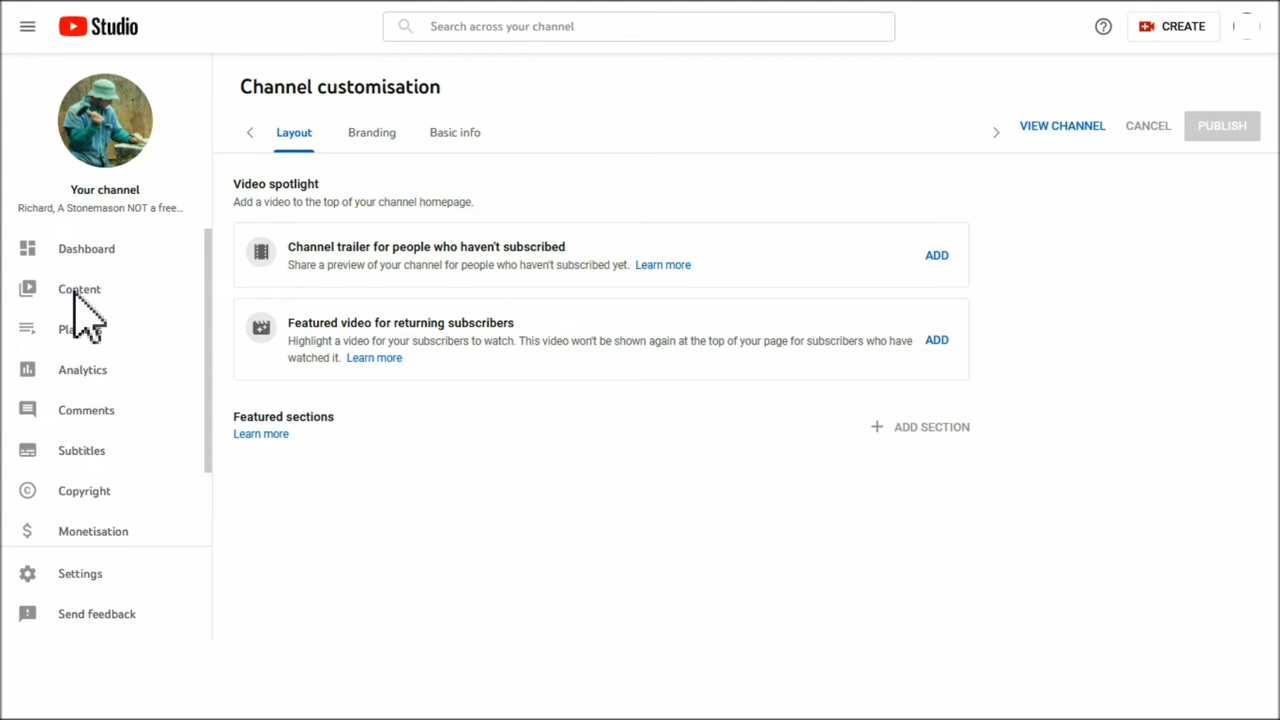 Studio
Search across your channel
CREATE
Your channel
Richard, A Stonemason NOT a free...
Dashboard
Content
Analytics
Comments
Subtitles
Copyright
Monetisation
Settings
Send feedback
Channel customisation
Layout Branding Basic info
VIEW CHANNEL CANCEL PUBLISH
Video spotlight
Add a video to the top of your channel homepage.
Channel trailer for people who haven't subscribed
Share a preview of your channel for people who haven't subscribed yet. Learn more
ADD
Featured video for returning subscribers
Highlight a video for your subscribers to watch. This video won't be shown again at the top of your page for subscribers who have
watched it. Learn more
ADD
Featured sections
Learn more
ADD SECTION